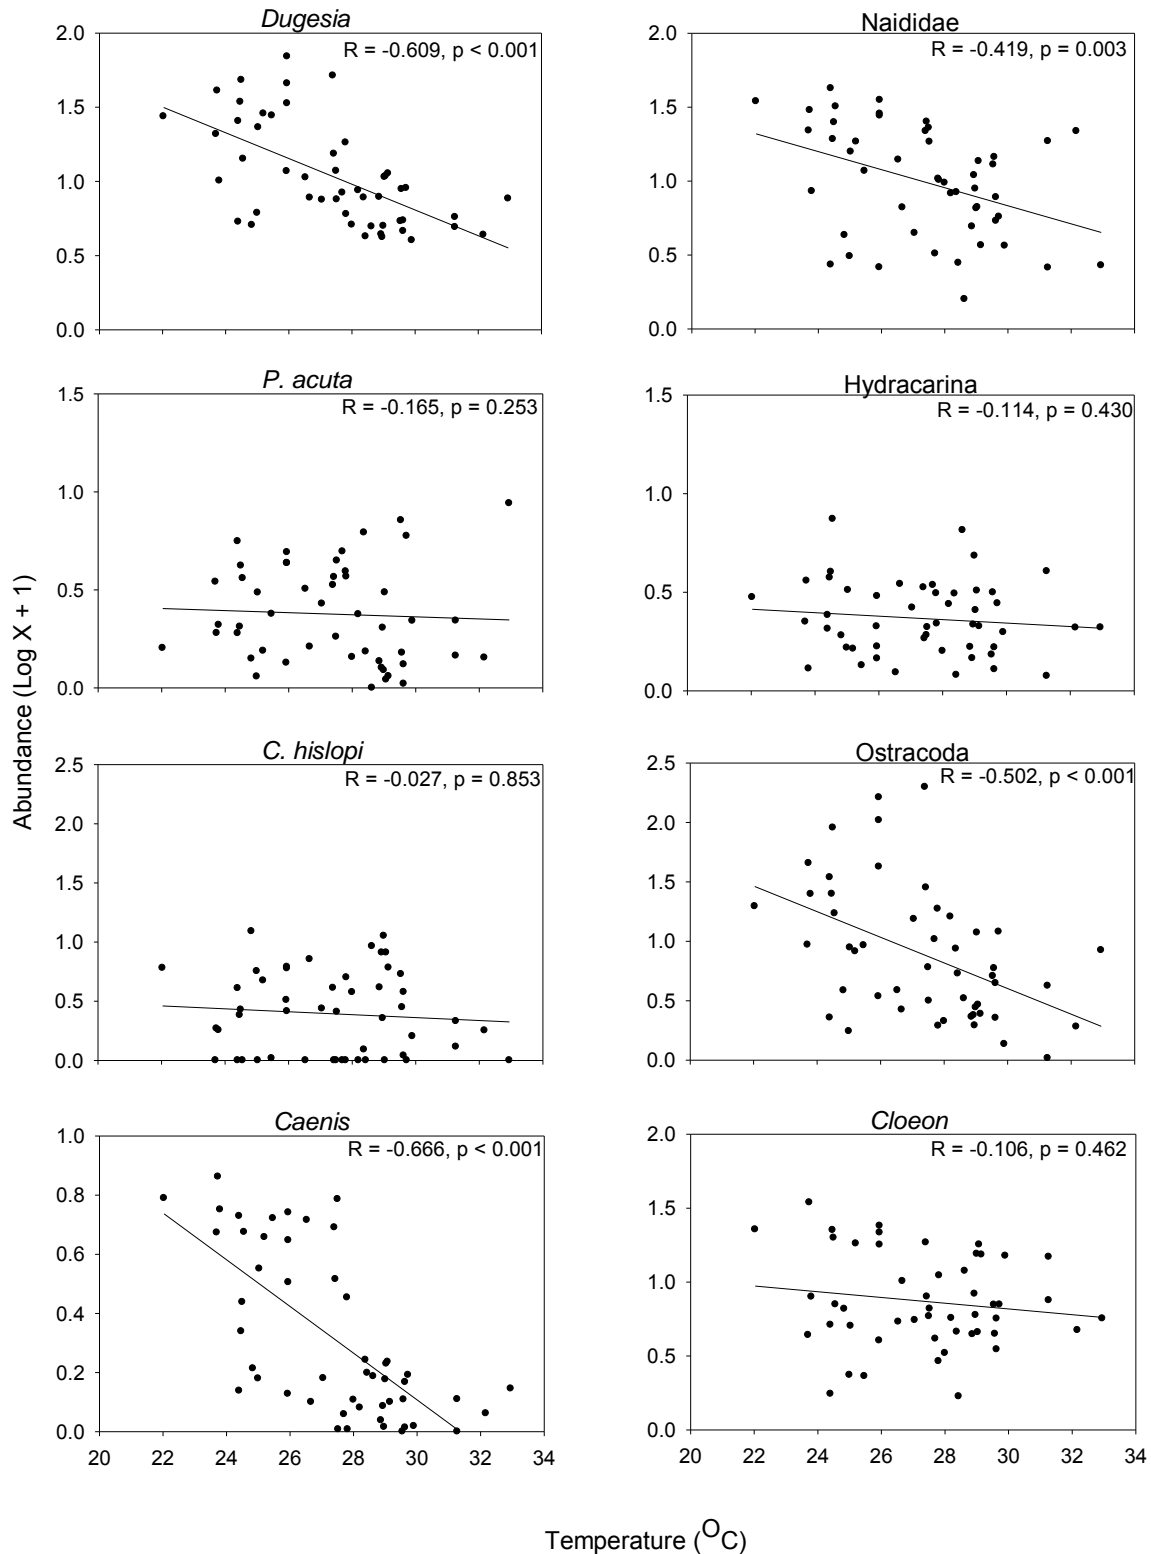 Dugesia
R = -0.609, p < 0.001
2.0
1.5
1.0
0.5
0.0
Naididae
R = -0.419, p = 0.003
2.0
1.5
1.0
0.5
0.0
P. acuta
R = -0.165, p = 0.253
1.5
1.0
0.5
0.0
Hydracarina
R = -0.114, p = 0.430
1.5
1.0
0.5
0.0
Abundance (Log X + 1)
C. hislopi
R = -0.027, p = 0.853
2.5
2.0
1.5
1.0
0.5
0.0
Ostracoda
R = -0.502, p < 0.001
2.5
2.0
1.5
1.0
0.5
0.0
Caenis
R = -0.666, p < 0.001
1.0
0.8
0.6
0.4
0.2
0.0
20 22 24 26 28 30 32 34
Cloeon
R = -0.106, p = 0.462
2.0
1.5
1.0
0.5
0.0
20 22 24 26 28 30 32 34
Temperature (OC)